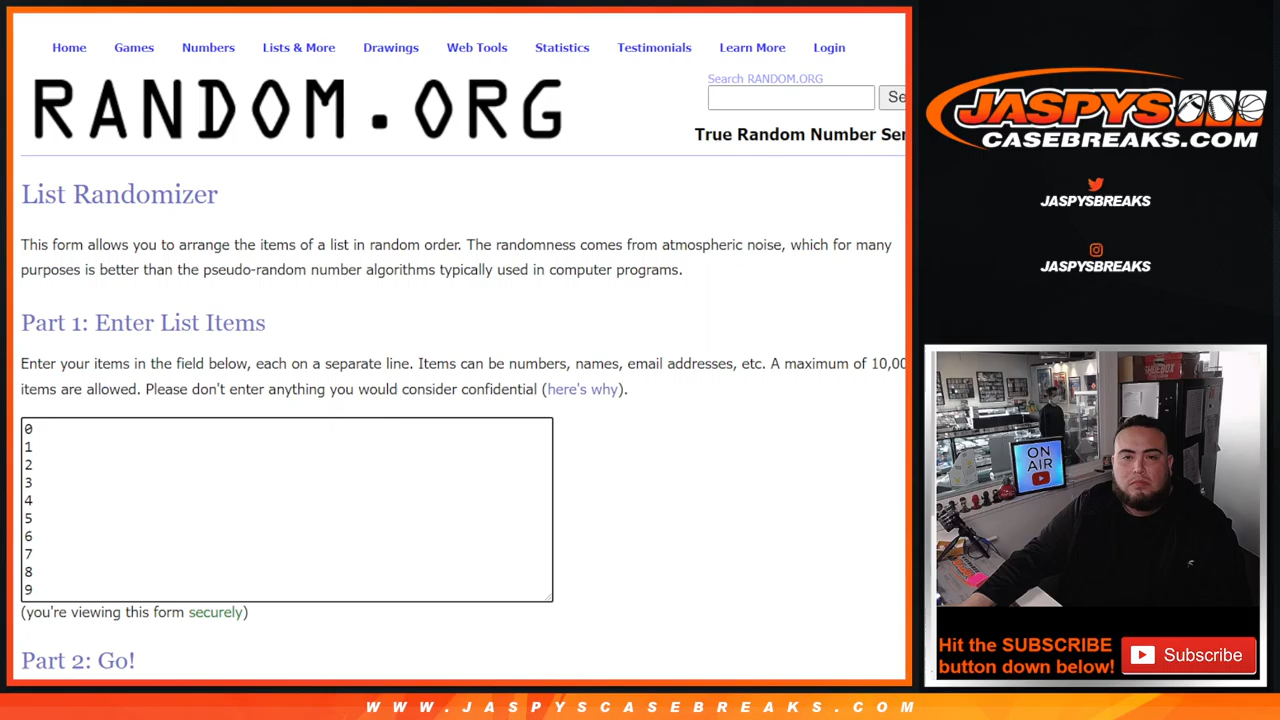 Home Games Numbers Lists & More Drawings Web Tools Statistics Testimonials Learn More Login
RANDOM.ORG
Search RANDOM.ORG
Se
True Random Number Ser
List Randomizer
This form allows you to arrange the items of a list in random order. The randomness comes from atmospheric noise, which for many
purposes is better than the pseudo-random number algorithms typically used in computer programs.
Part 1: Enter List Items
Enter your items in the field below, each on a separate line. Items can be numbers, names, email addresses, etc. A maximum of 10,00
items are allowed. Please don't enter anything you would consider confidential (here's why).
0
1
2
3
4
5
6
7
8
9
(you're viewing this form securely)
Part 2: Go!
JASPYS
CASEBREAKS.COM
JASPYSBREAKS
JASPYSBREAKS
ON
AIR
Hit the SUBSCRIBE
button down below!
Subscribe
WWW.JASPYSCASEBREAKS.COM